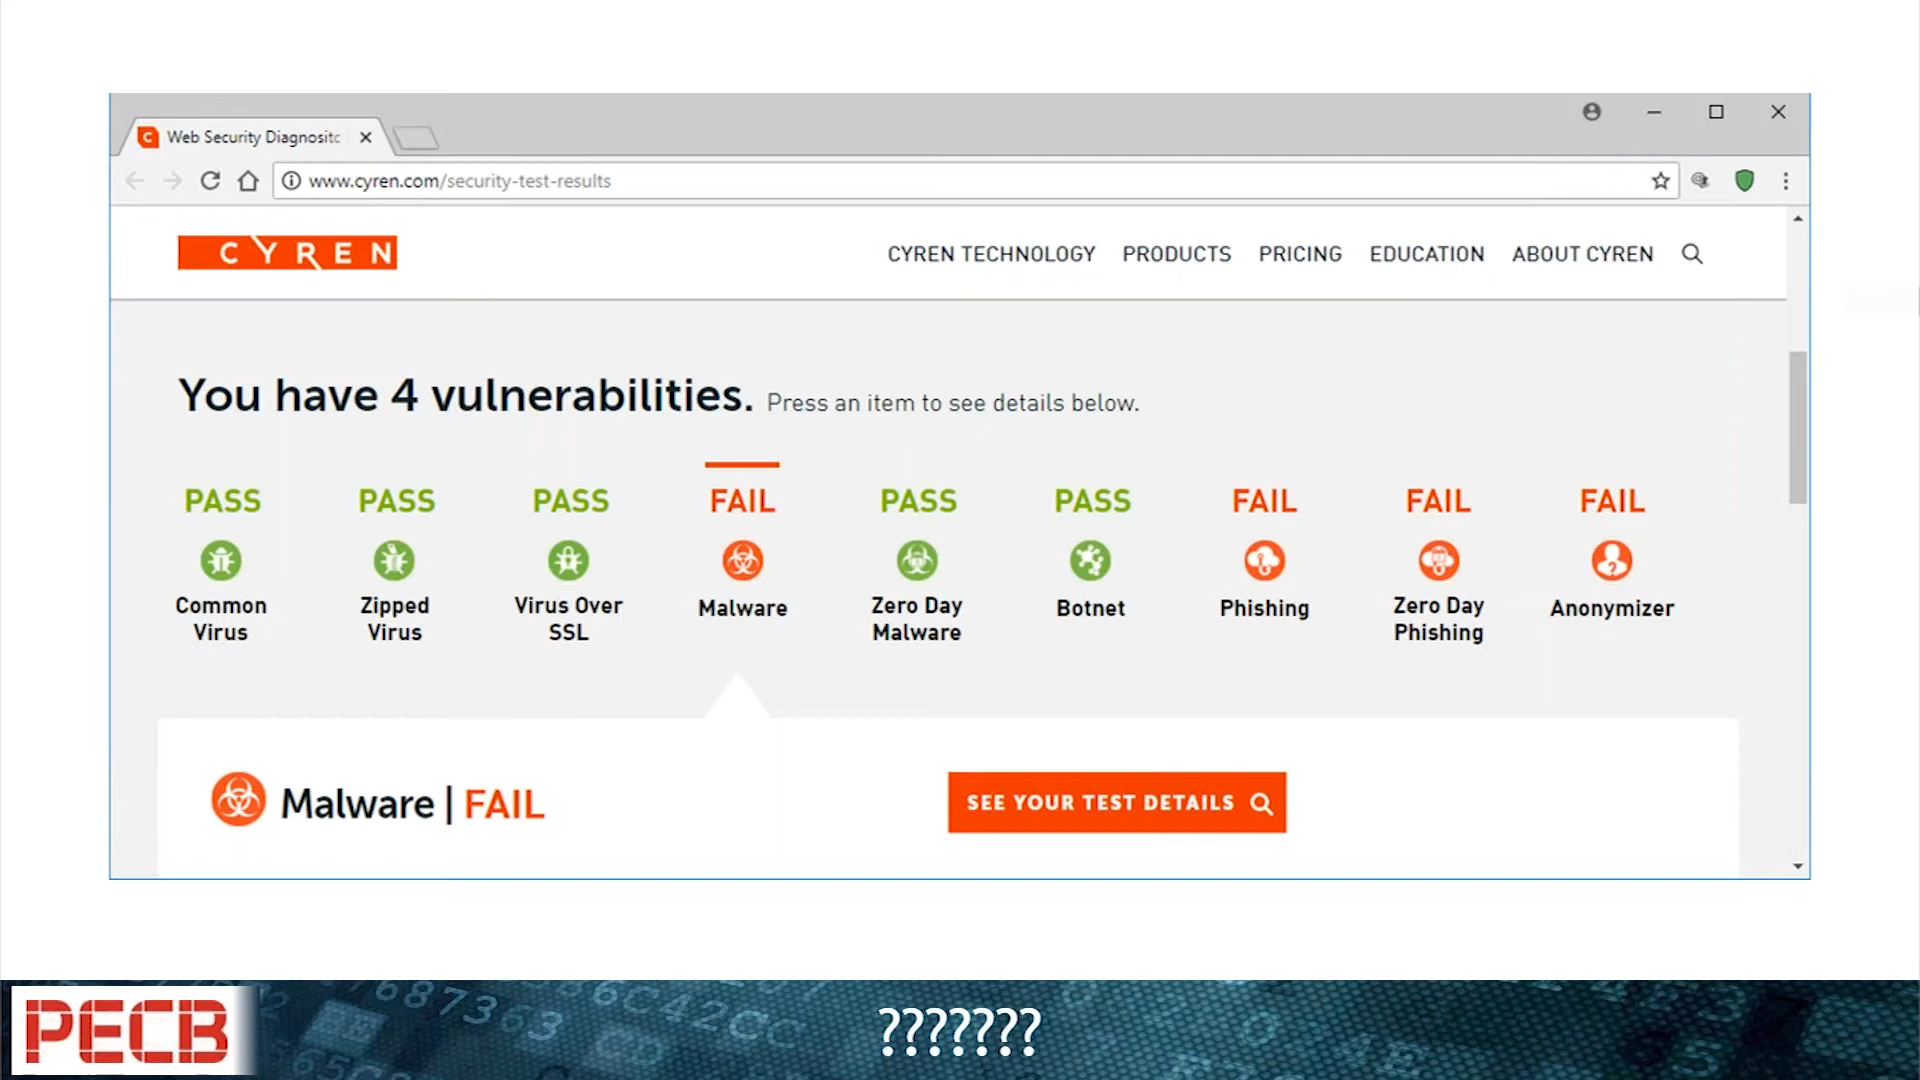 Web Security Diagnositc
www.cyren.com/security-test-results
CYREN
CYREN TECHNOLOGY PRODUCTS PRICING EDUCATION ABOUT CYREN
You have 4 vulnerabilities. Press an item to see details below.
PASS PASS PASS FAIL PASS PASS FAIL FAIL FAIL
Common Virus
Zipped Virus
Virus Over SSL
Malware
Zero Day Malware
Botnet
Phishing
Zero Day Phishing
Anonymizer
Malware | FAIL
SEE YOUR TEST DETAILS
PECB
???????